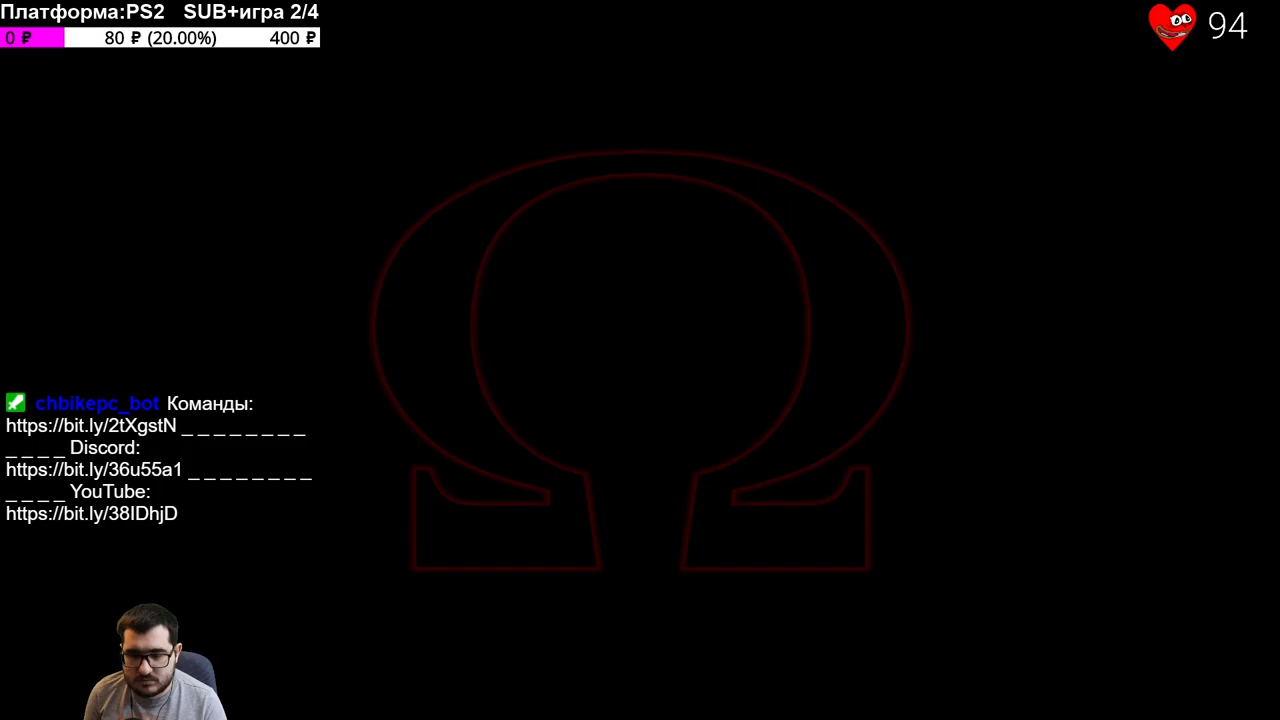 Платформа:PS2 SUB+игра 2/4
0 ₽ 80 ₽ (20.00%) 400 ₽
94
Ω
chbikepc_bot Команды:
https://bit.ly/2tXgstN _ _ _ _ _ _ _ _
_ _ _ _ Discord:
https://bit.ly/36u55a1 _ _ _ _ _ _ _ _
_ _ _ _ YouTube:
https://bit.ly/38IDhjD